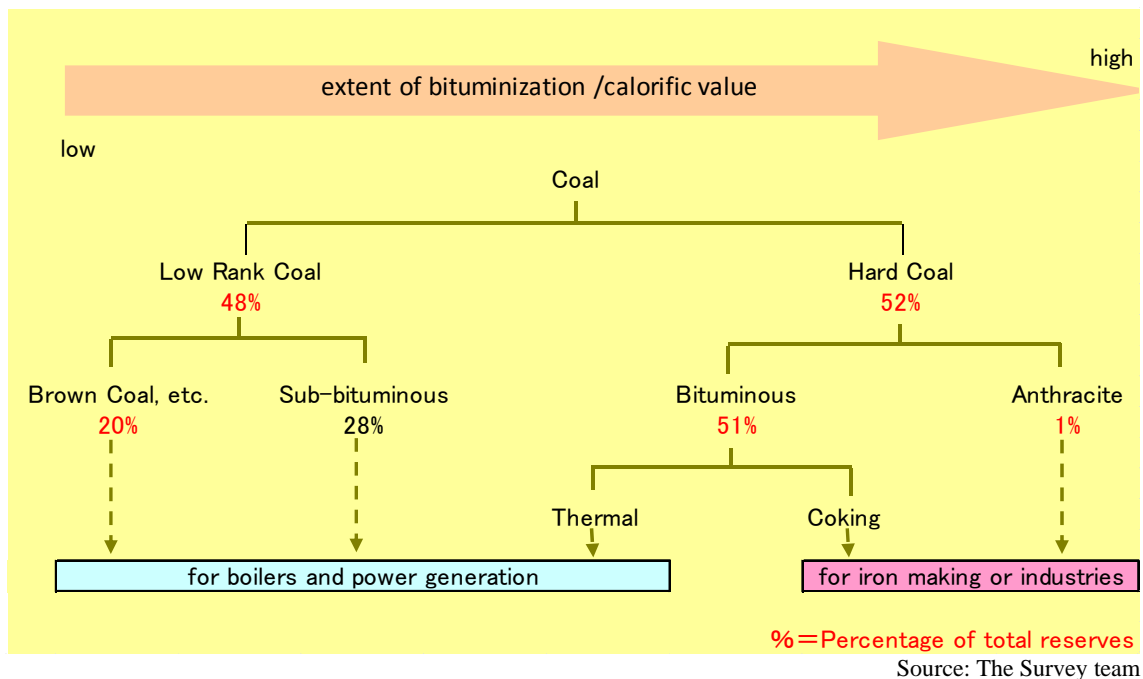 high
extent of bituminization /calorific value
low
Coal
Low Rank Coal
48%
Hard Coal
52%
Brown Coal, etc.
20%
Sub-bituminous
28%
Bituminous
51%
Anthracite
1%
Thermal
Coking
for boilers and power generation
for iron making or industries
%=Percentage of total reserves
Source: The Survey team